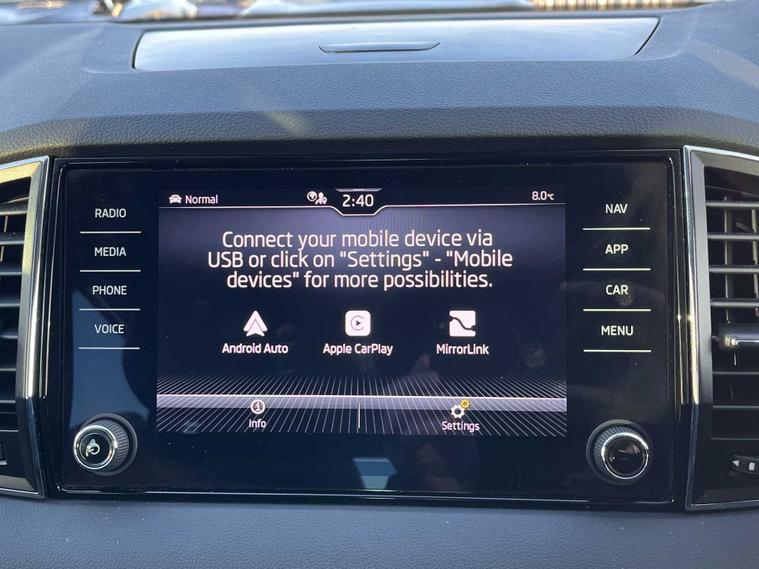 Normal
2:40
8.0°C
RADIO
MEDIA
PHONE
VOICE
Connect your mobile device via
USB or click on "Settings" - "Mobile
devices" for more possibilities.
Android Auto
Apple CarPlay
MirrorLink
Info
Settings
NAV
APP
CAR
MENU